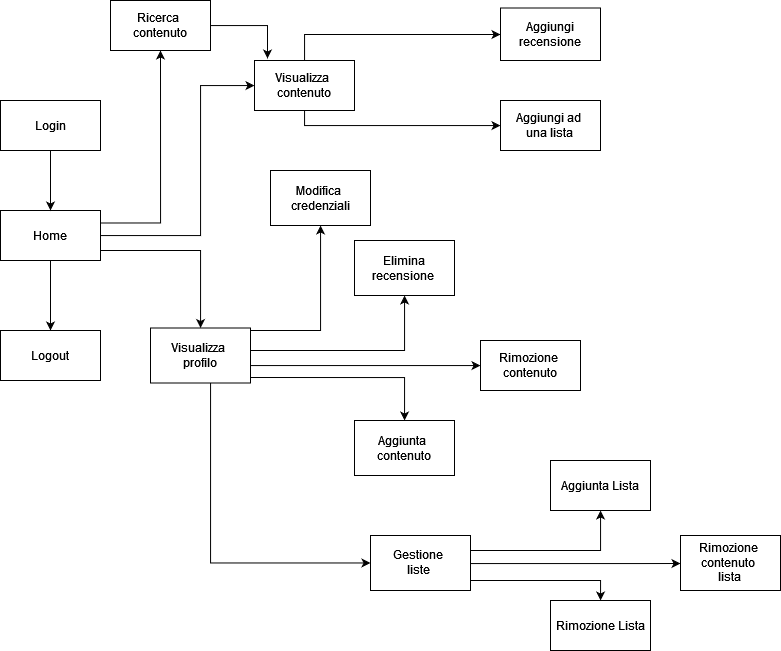 Ricerca
contenuto
Aggiungi
recensione
Visualizza
contenuto
Login
Aggiungi ad
una lista
Modifica
credenziali
Home
Elimina
recensione
Logout
Visualizza
profilo
Rimozione
contenuto
Aggiunta
contenuto
Aggiunta Lista
Gestione
liste
Rimozione
contenuto
lista
Rimozione Lista